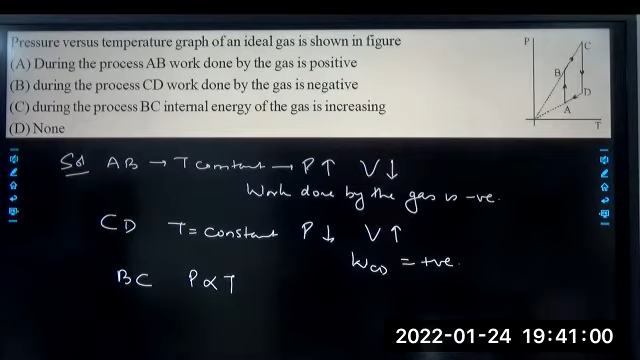 Pressure versus temperature graph of an ideal gas is shown in figure
(A) During the process AB work done by the gas is positive
(B) during the process CD work done by the gas is negative
(C) during the process BC internal energy of the gas is increasing
(D) None
P
C
B
D
A
T
Sol AB → T constant → P↑ V↓
Work done by the gas is -ve.
CD T = constant P↓ V↑
W_CD = +ve.
BC P ∝ T
2022-01-24 19:41:00